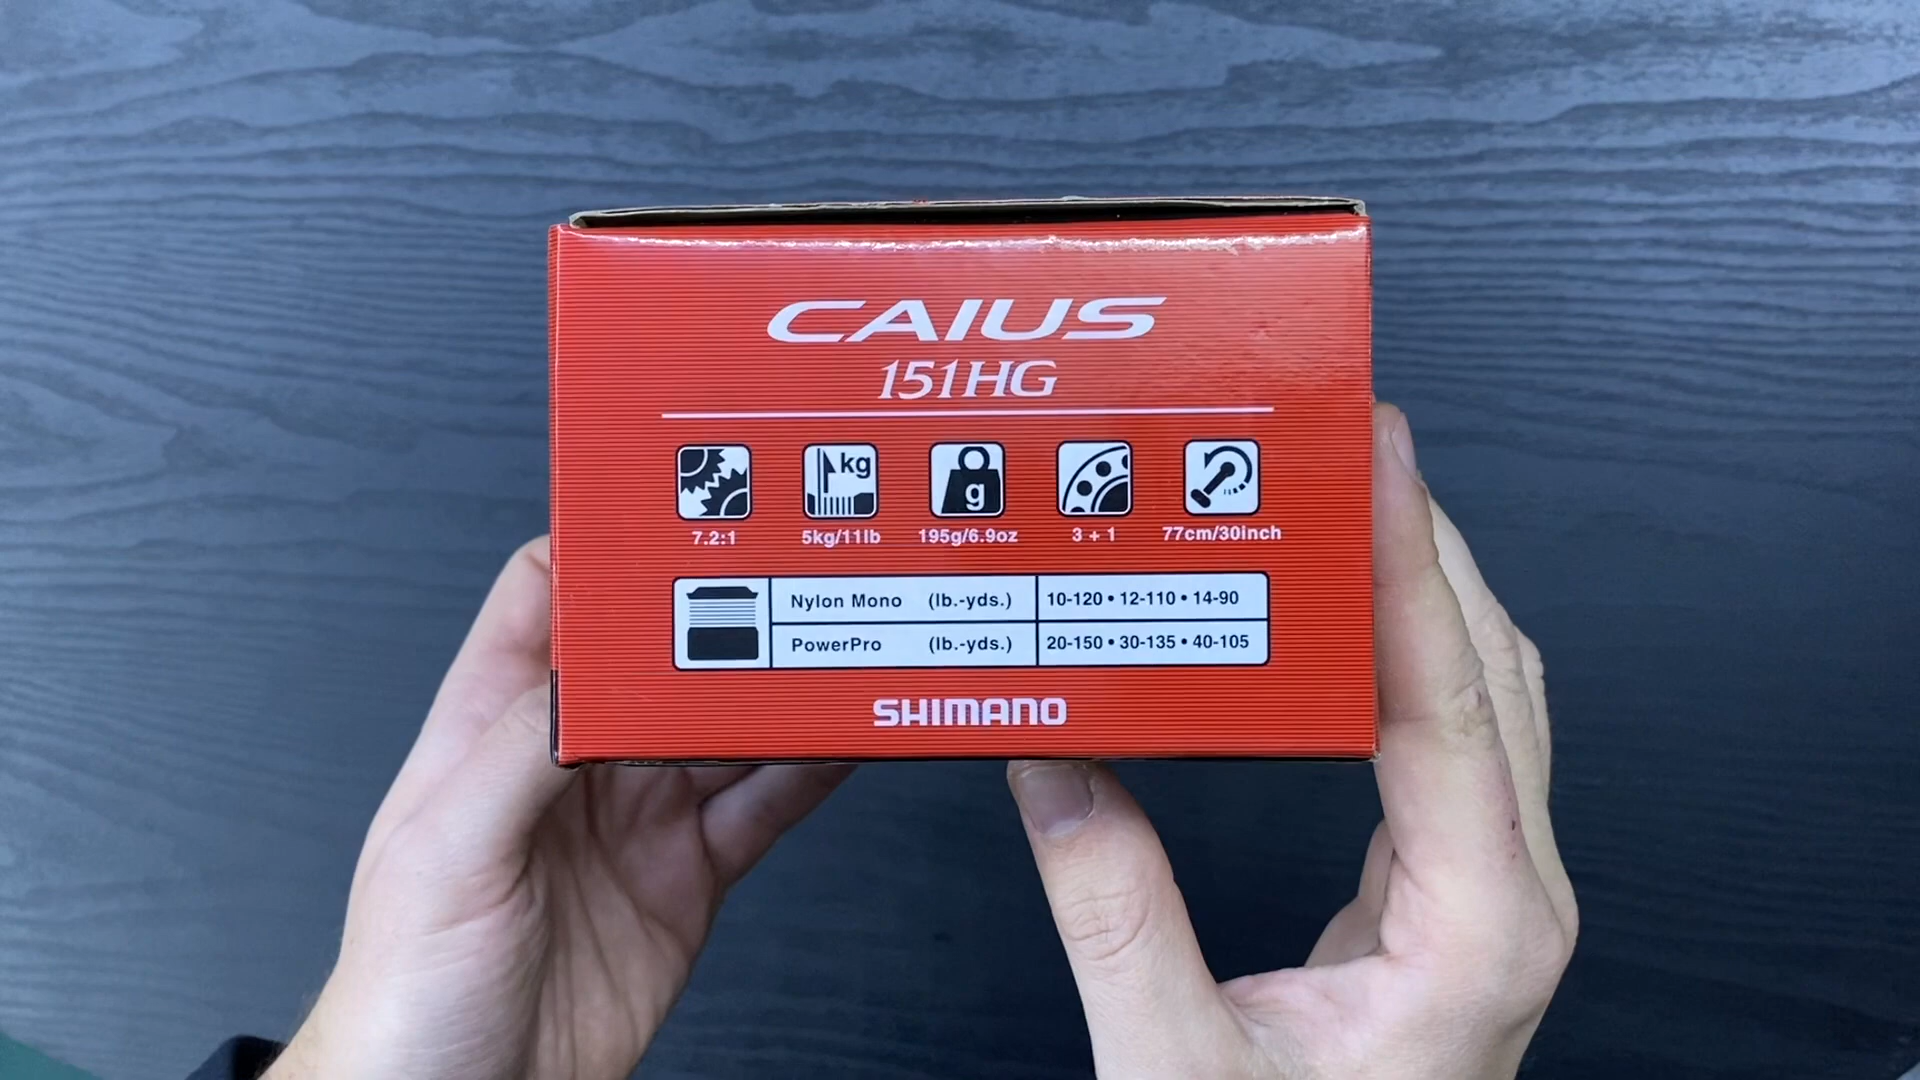 CAIUS
151HG
kg
g
7.2:1 5kg/11lb 195g/6.9oz 3 + 1 77cm/30inch
Nylon Mono (lb.-yds.) 10-120 • 12-110 • 14-90
PowerPro (lb.-yds.) 20-150 • 30-135 • 40-105
SHIMANO